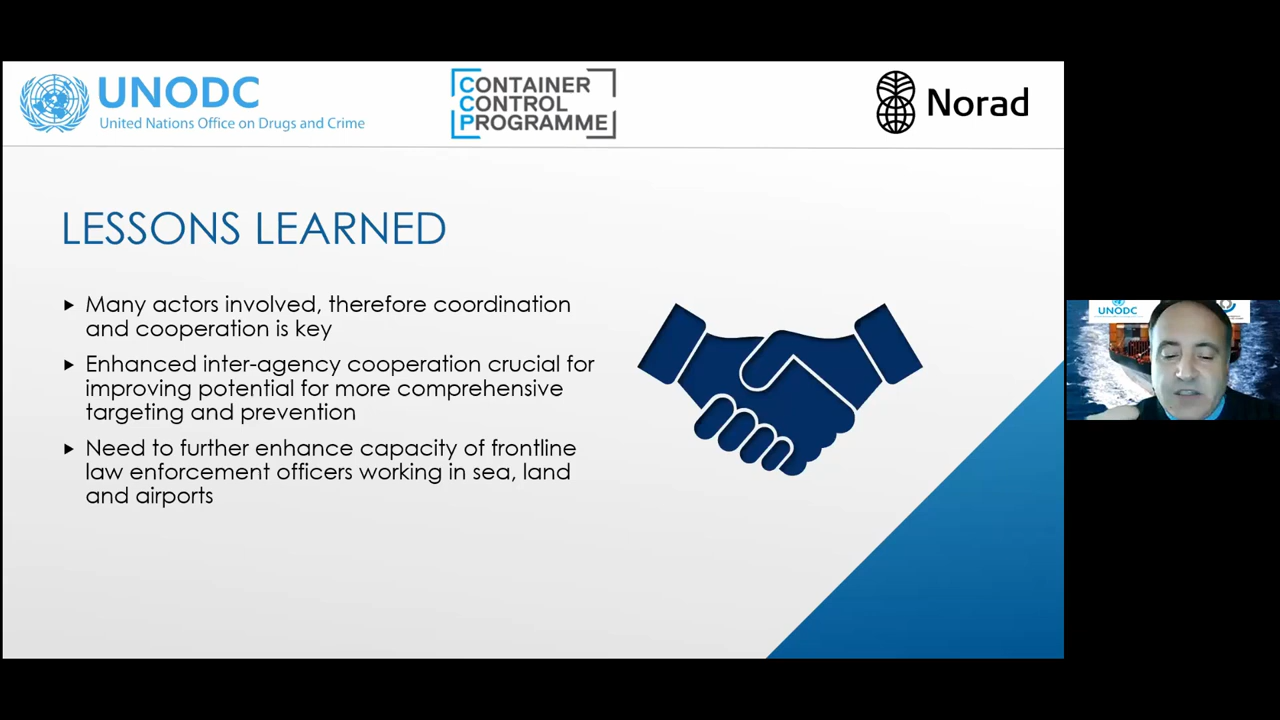 UNODC
United Nations Office on Drugs and Crime
CONTAINER
CONTROL
PROGRAMME
Norad
LESSONS LEARNED
Many actors involved, therefore coordination
and cooperation is key
Enhanced inter-agency cooperation crucial for
improving potential for more comprehensive
targeting and prevention
Need to further enhance capacity of frontline
law enforcement officers working in sea, land
and airports
UNODC